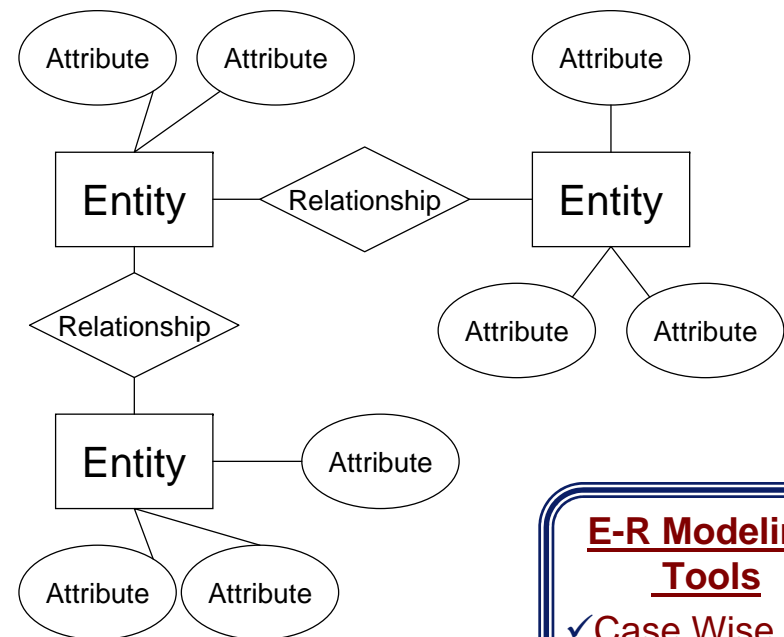 Attribute Attribute Attribute
Entity Relationship Entity
Relationship Attribute Attribute
Entity Attribute
E-R Modelin
Tools
Attribute Attribute
✓Case Wise